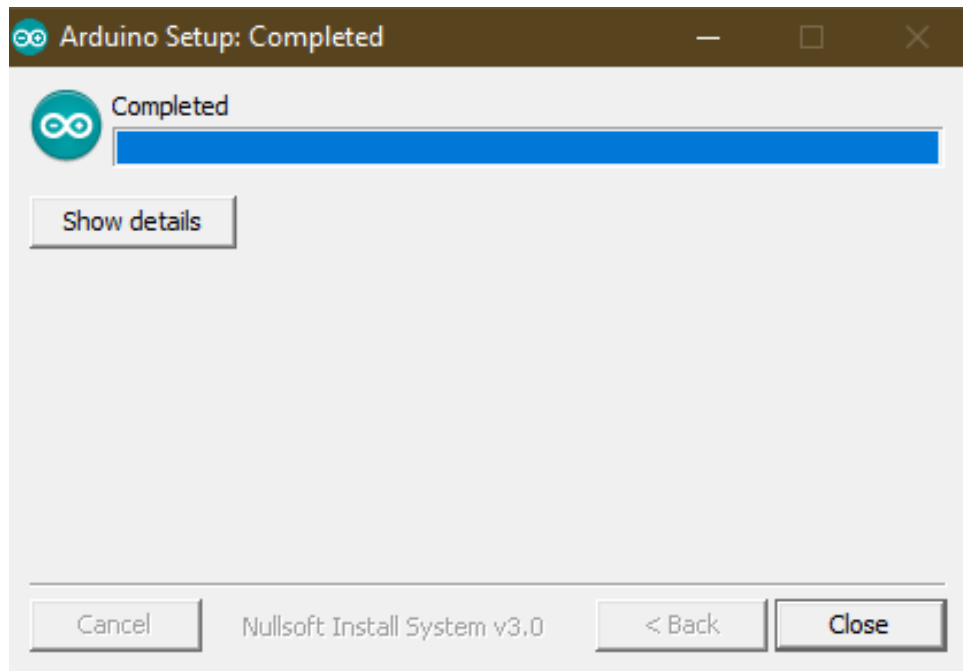 Arduino Setup: Completed
Completed
Show details
Cancel
Nullsoft Install System v3.0
< Back
Close